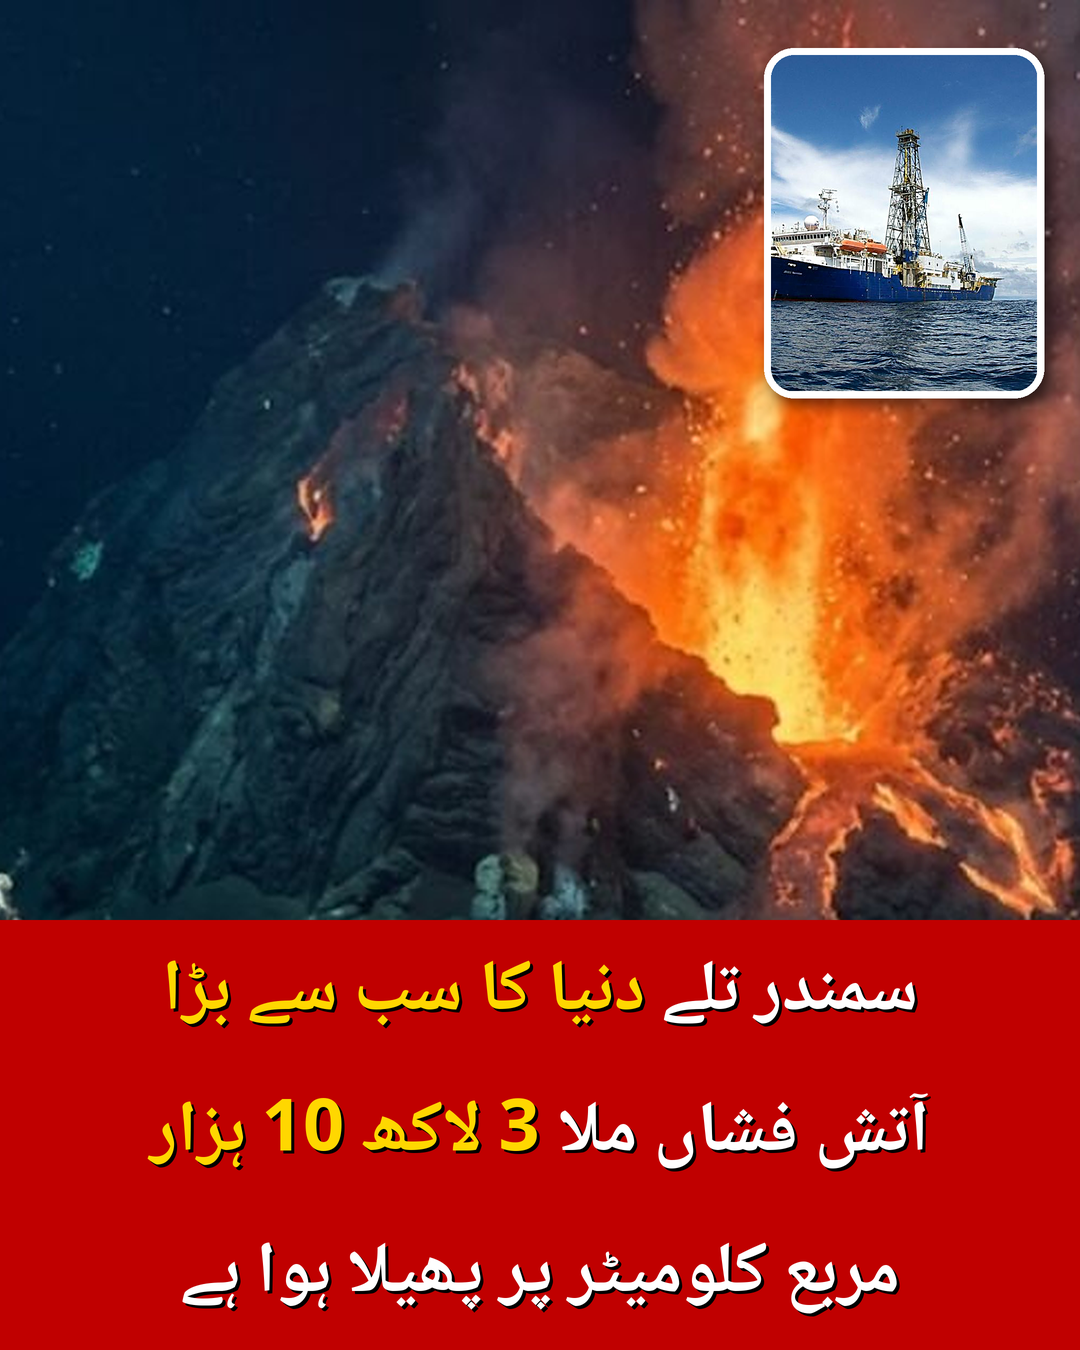 سمندر تلے دنیا کا سب سے بڑا
آتش فشاں ملا 3 لاکھ 10 ہزار
مربع کلومیٹر پر پھیلا ہوا ہے